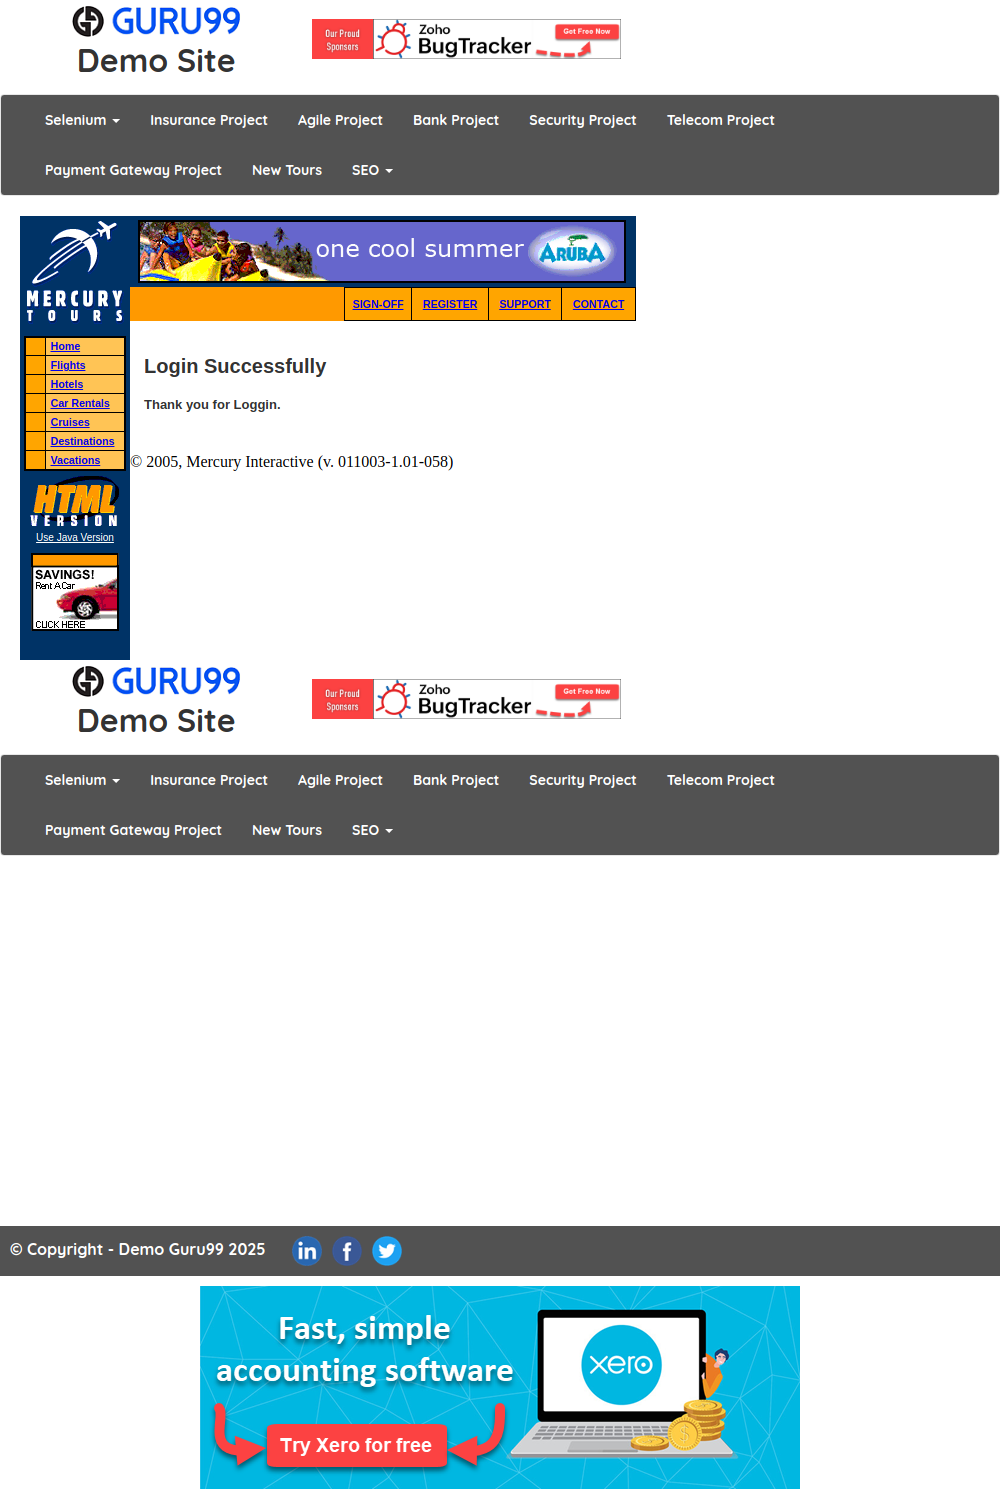 GURU99
Demo Site
Our Proud Sponsors
Zoho
BugTracker
Get Free Now
Selenium Insurance Project Agile Project Bank Project Security Project Telecom Project
Payment Gateway Project New Tours SEO
MERCURY
TOURS
one cool summer ARUBA
SIGN-OFF REGISTER SUPPORT CONTACT
Home
Flights
Hotels
Car Rentals
Cruises
Destinations
Vacations
HTML
VERSION
Use Java Version
SAVINGS!
Rent A Car
CLICK HERE
Login Successfully
Thank you for Loggin.
© 2005, Mercury Interactive (v. 011003-1.01-058)
GURU99
Demo Site
Our Proud Sponsors
Zoho
BugTracker
Get Free Now
Selenium Insurance Project Agile Project Bank Project Security Project Telecom Project
Payment Gateway Project New Tours SEO
© Copyright - Demo Guru99 2025 in f
Fast, simple
accounting software
Try Xero for free
xero